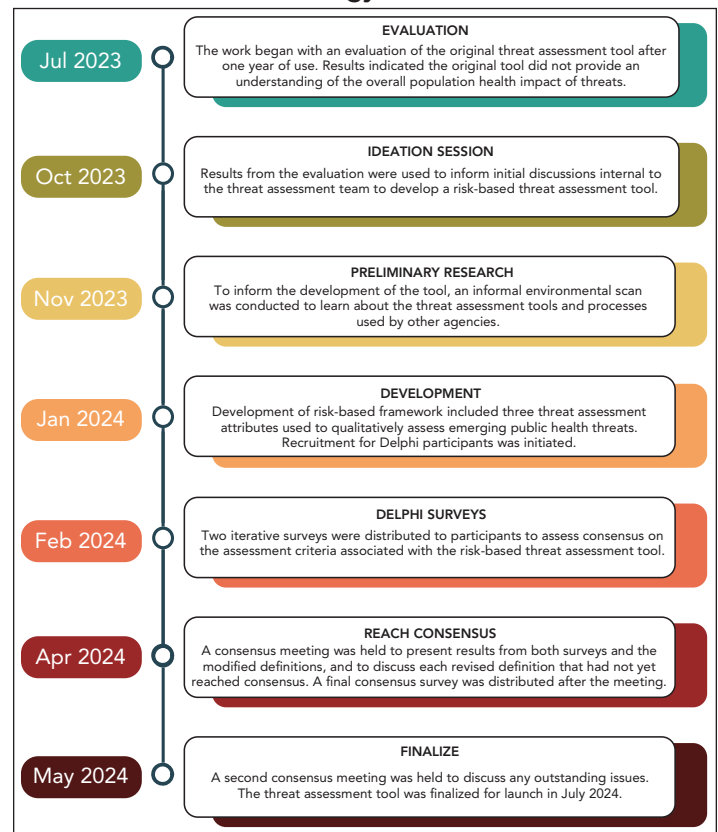 gy
Jul 2023
EVALUATION
The work began with an evaluation of the original threat assessment tool after
one year of use. Results indicated the original tool did not provide an
understanding of the overall population health impact of threats.
Oct 2023
IDEATION SESSION
Results from the evaluation were used to inform initial discussions internal to
the threat assessment team to develop a risk-based threat assessment tool.
Nov 2023
PRELIMINARY RESEARCH
To inform the development of the tool, an informal environmental scan
was conducted to learn about the threat assessment tools and processes
used by other agencies.
Jan 2024
DEVELOPMENT
Development of risk-based framework included three threat assessment
attributes used to qualitatively assess emerging public health threats.
Recruitment for Delphi participants was initiated.
Feb 2024
DELPHI SURVEYS
Two iterative surveys were distributed to participants to assess consensus on
the assessment criteria associated with the risk-based threat assessment tool.
Apr 2024
REACH CONSENSUS
A consensus meeting was held to present results from both surveys and the
modified definitions, and to discuss each revised definition that had not yet
reached consensus. A final consensus survey was distributed after the meeting.
May 2024
FINALIZE
A second consensus meeting was held to discuss any outstanding issues.
The threat assessment tool was finalized for launch in July 2024.